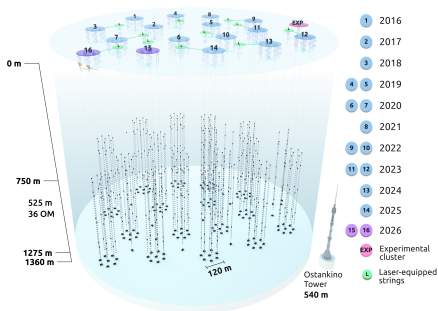 1
4
8
9
EXP
3
2
5
11
7
6
10
13
12
16
15
14
L
L
L
L
L
L
L
0 m
750 m
525 m
36 OM
1275 m
1360 m
120 m
Ostankino
Tower
540 m
1 2016
2 2017
3 2018
4 5 2019
6 7 2020
8 2021
9 10 2022
11 12 2023
13 2024
14 2025
15 16 2026
EXP Experimental
cluster
L Laser-equipped
strings